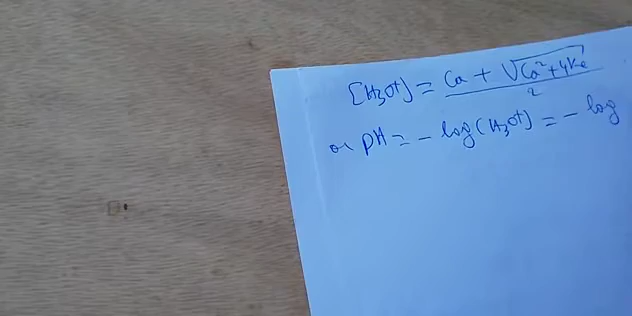 [H₃O⁺] = Ca + √Ca² + 4Ke / 2
or pH = - log(H₃O⁺) = - log